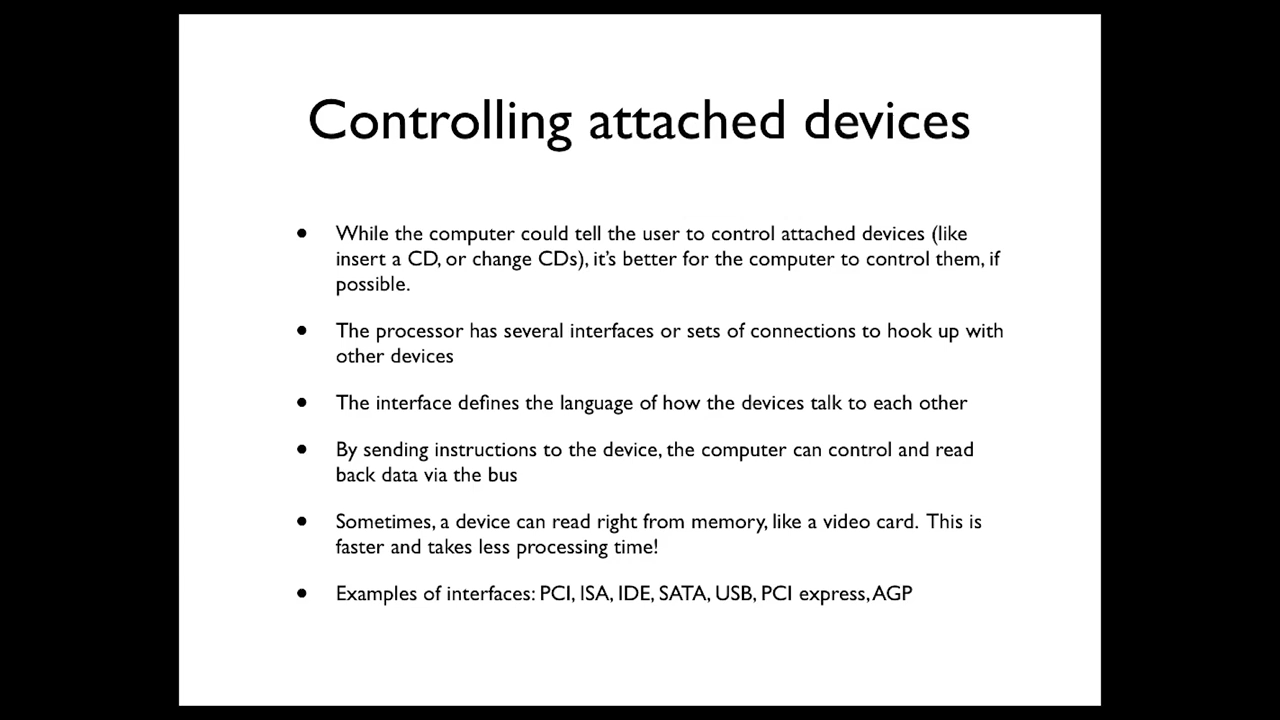 Controlling attached devices
• While the computer could tell the user to control attached devices (like
insert a CD, or change CDs), it's better for the computer to control them, if
possible.
• The processor has several interfaces or sets of connections to hook up with
other devices
• The interface defines the language of how the devices talk to each other
• By sending instructions to the device, the computer can control and read
back data via the bus
• Sometimes, a device can read right from memory, like a video card. This is
faster and takes less processing time!
• Examples of interfaces: PCI, ISA, IDE, SATA, USB, PCI express, AGP